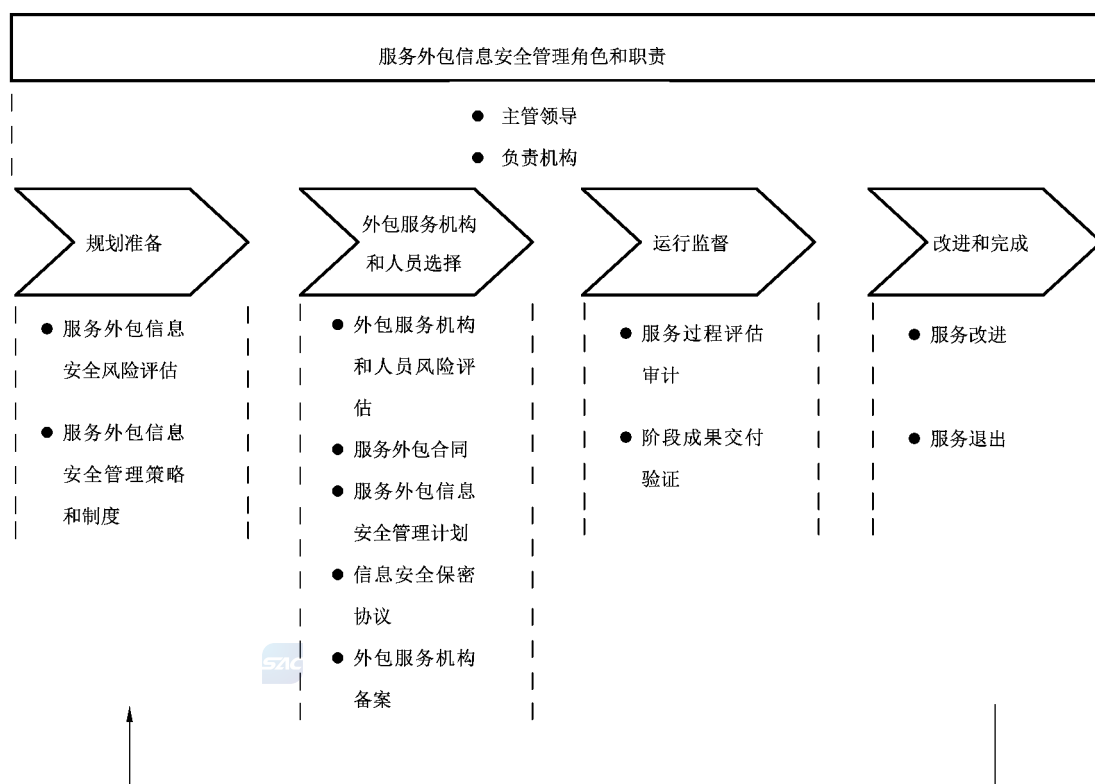 服务外包信息安全管理角色和职责
● 主管领导
● 负责机构
规划准备
外包服务机构
和人员选择
运行监督
改进和完成
● 服务外包信息
安全风险评估
● 服务外包信息
安全管理策略
和制度
● 外包服务机构
和人员风险评
估
● 服务外包合同
● 服务外包信息
安全管理计划
● 信息安全保密
协议
● 外包服务机构
备案
● 服务过程评估
审计
● 阶段成果交付
验证
● 服务改进
● 服务退出
SAC